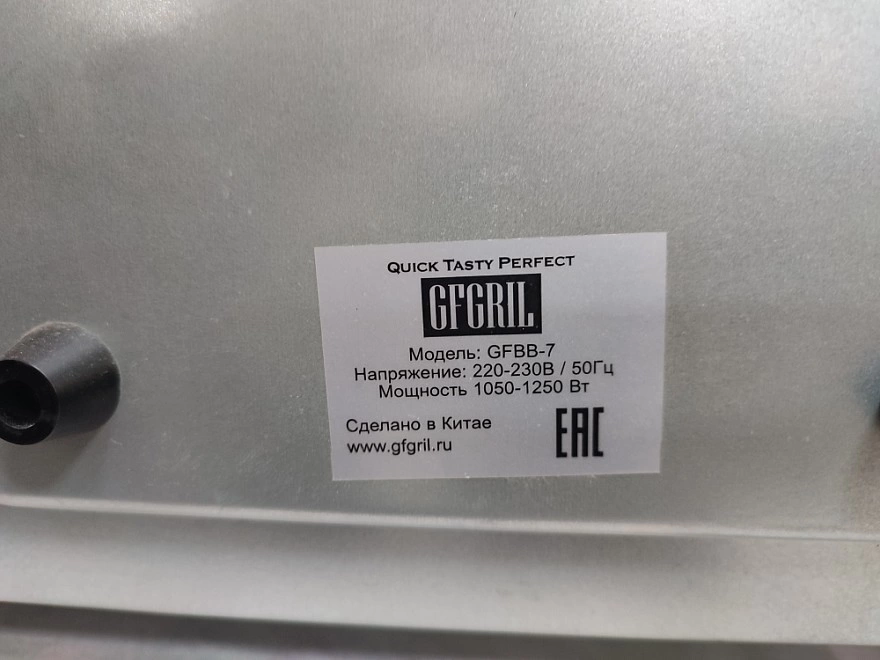 Quick Tasty Perfect
GFGRIL
Модель: GFBB-7
Напряжение: 220-230В / 50Гц
Мощность 1050-1250 Вт
Сделано в Китае
www.gfgril.ru
EAC